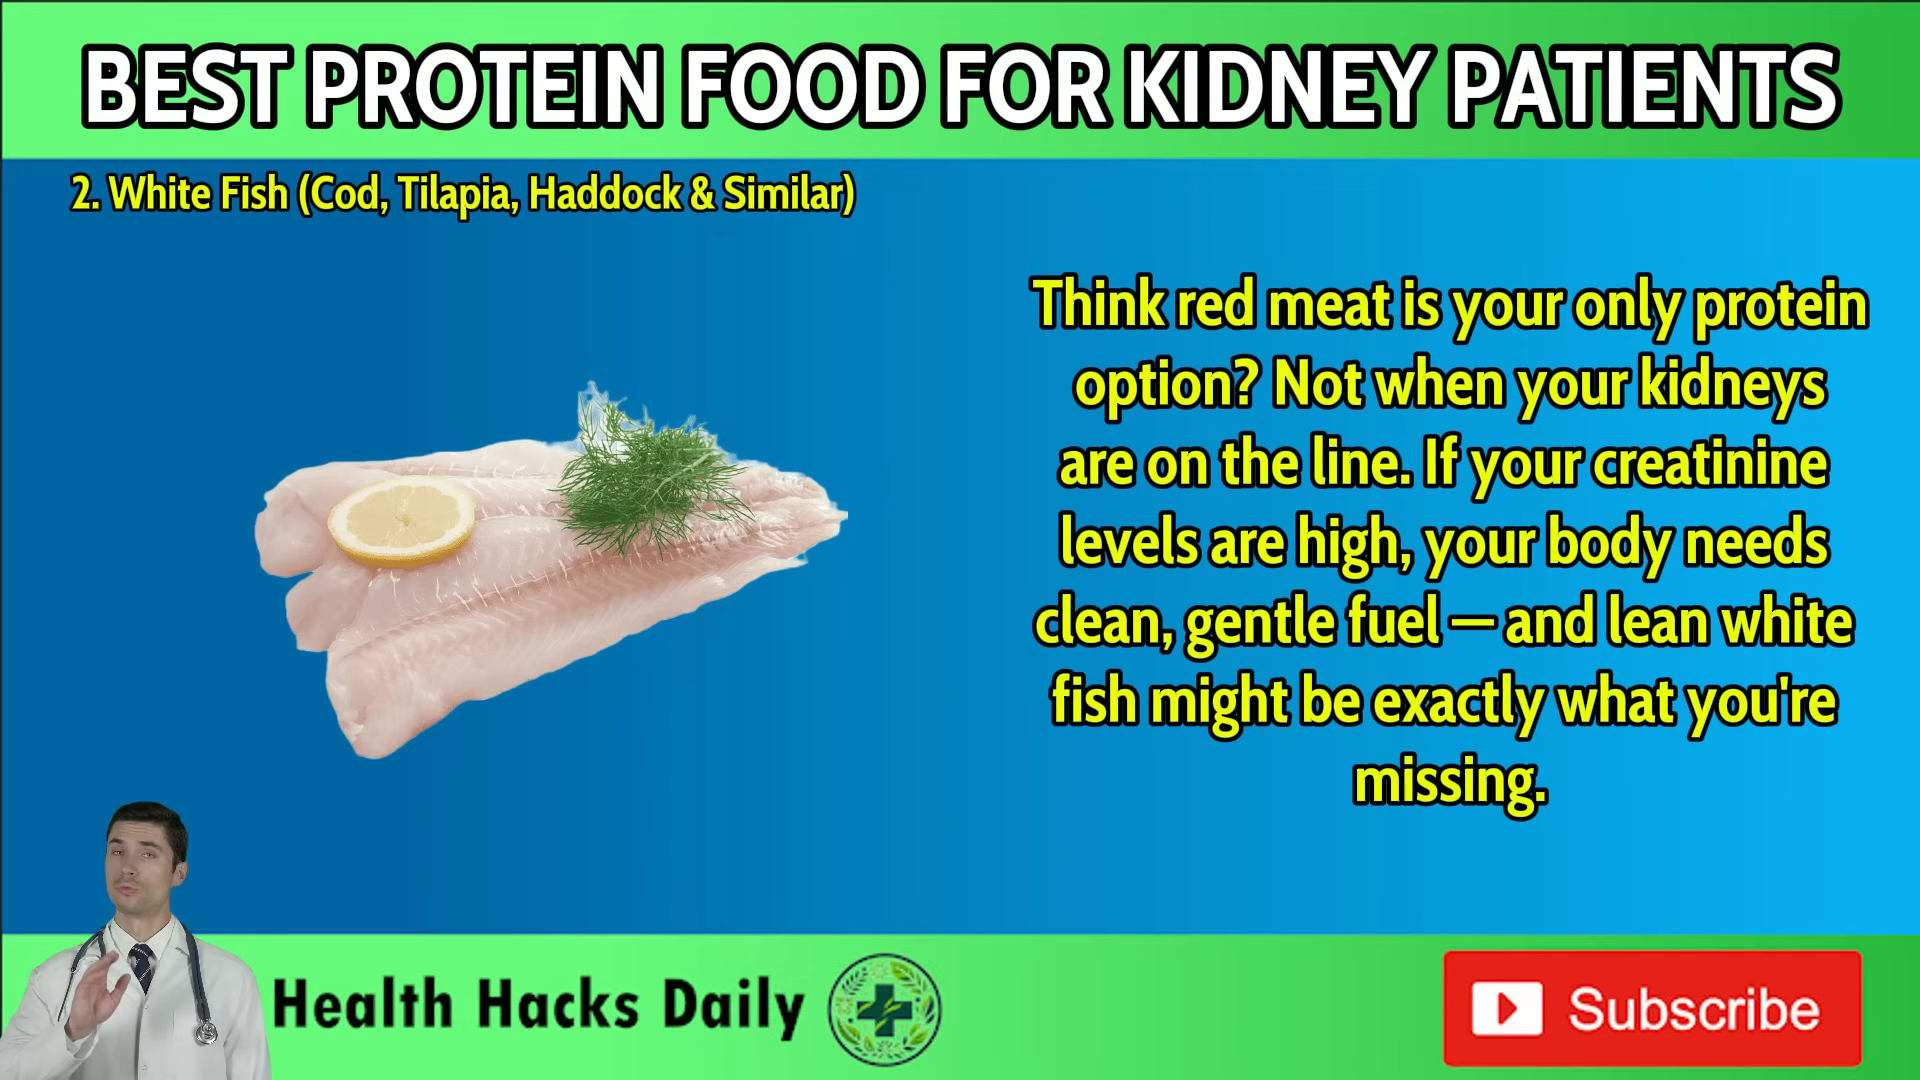 BEST PROTEIN FOOD FOR KIDNEY PATIENTS
2. White Fish (Cod, Tilapia, Haddock & Similar)
Think red meat is your only protein
option? Not when your kidneys
are on the line. If your creatinine
levels are high, your body needs
clean, gentle fuel — and lean white
fish might be exactly what you're
missing.
Health Hacks Daily
Subscribe